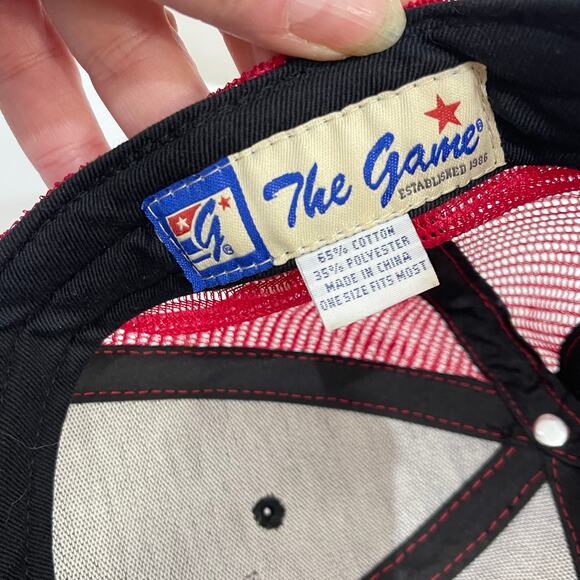 The Game®
ESTABLISHED 1986
G®
65% COTTON
35% POLYESTER
MADE IN CHINA
ONE SIZE FITS MOST